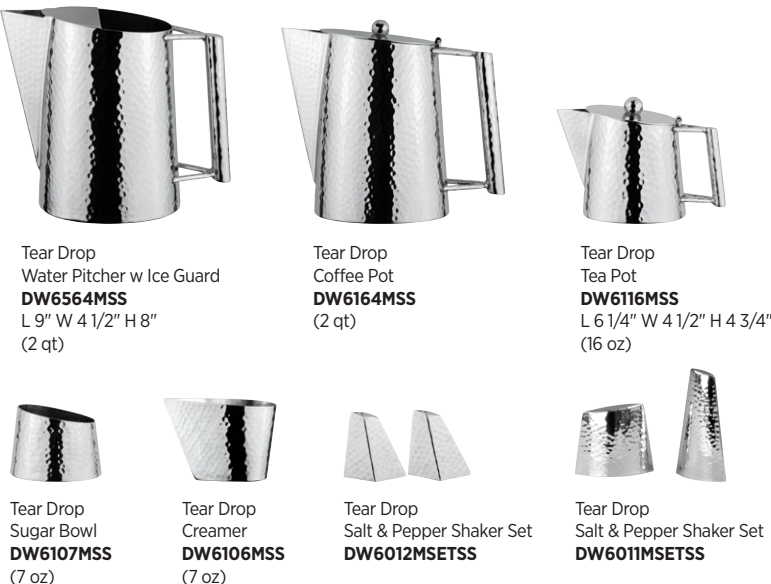 Tear Drop
Water Pitcher w Ice Guard
DW6564MSS
L 9" W 4 1/2" H 8"
(2 qt)
Tear Drop
Coffee Pot
DW6164MSS
(2 qt)
Tear Drop
Tea Pot
DW6116MSS
L 6 1/4" W 4 1/2" H 4 3/4"
(16 oz)
Tear Drop
Sugar Bowl
DW6107MSS
(7 oz)
Tear Drop
Creamer
DW6106MSS
(7 oz)
Tear Drop
Salt & Pepper Shaker Set
DW6012MSETSS
Tear Drop
Salt & Pepper Shaker Set
DW6011MSETSS